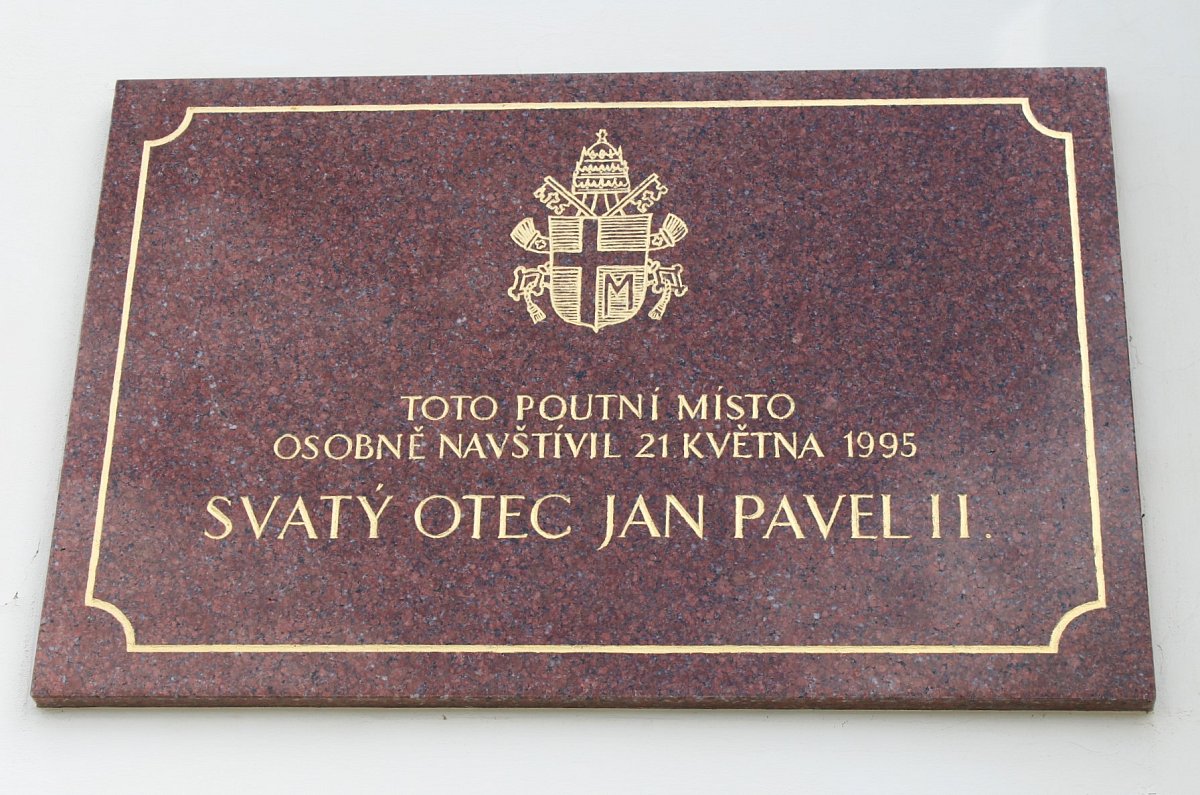 TOTO POUTNÍ MÍSTO
OSOBNĚ NAVŠTÍVIL 21. KVĚTNA 1995
SVATÝ OTEC JAN PAVEL II.